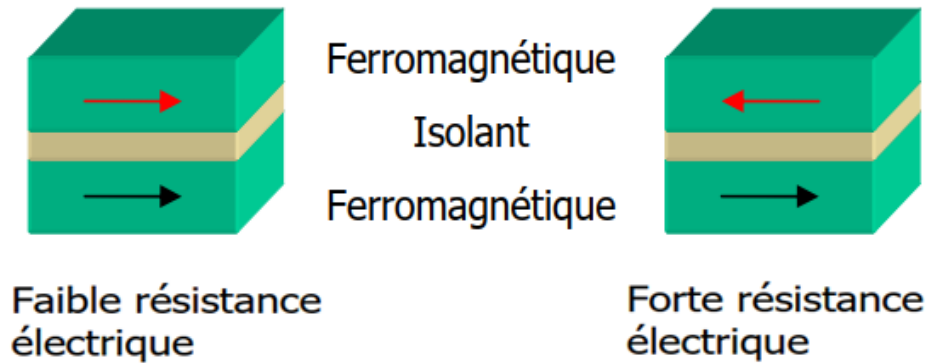 Ferromagnétique
Isolant
Ferromagnétique
Faible résistance
électrique
Forte résistance
électrique